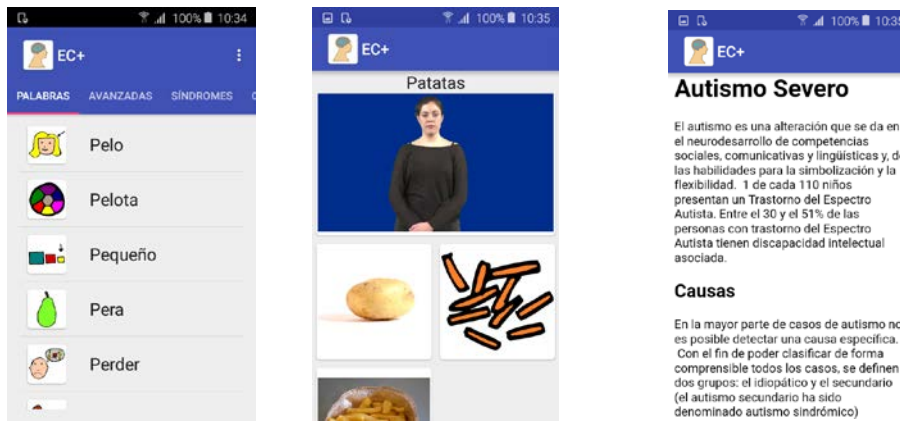 100% 10:34
EC+
PALABRAS AVANZADAS SÍNDROMES
Pelo
Pelota
Pequeño
Pera
Perder
100% 10:35
EC+
Patatas
100% 10:35
EC+
Autismo Severo
El autismo es una alteración que se da en
el neurodesarrollo de competencias
sociales, comunicativas y lingüísticas y, de
las habilidades para la simbolización y la
flexibilidad. 1 de cada 110 niños
presentan un Trastorno del Espectro
Autista. Entre el 30 y el 51% de las
personas con trastorno del Espectro
Autista tienen discapacidad intelectual
asociada.
Causas
En la mayor parte de casos de autismo no
es posible detectar una causa específica.
Con el fin de poder clasificar de forma
comprensible todos los casos, se definen
dos grupos: el idiopático y el secundario
(el autismo secundario ha sido
denominado autismo sindrómico)